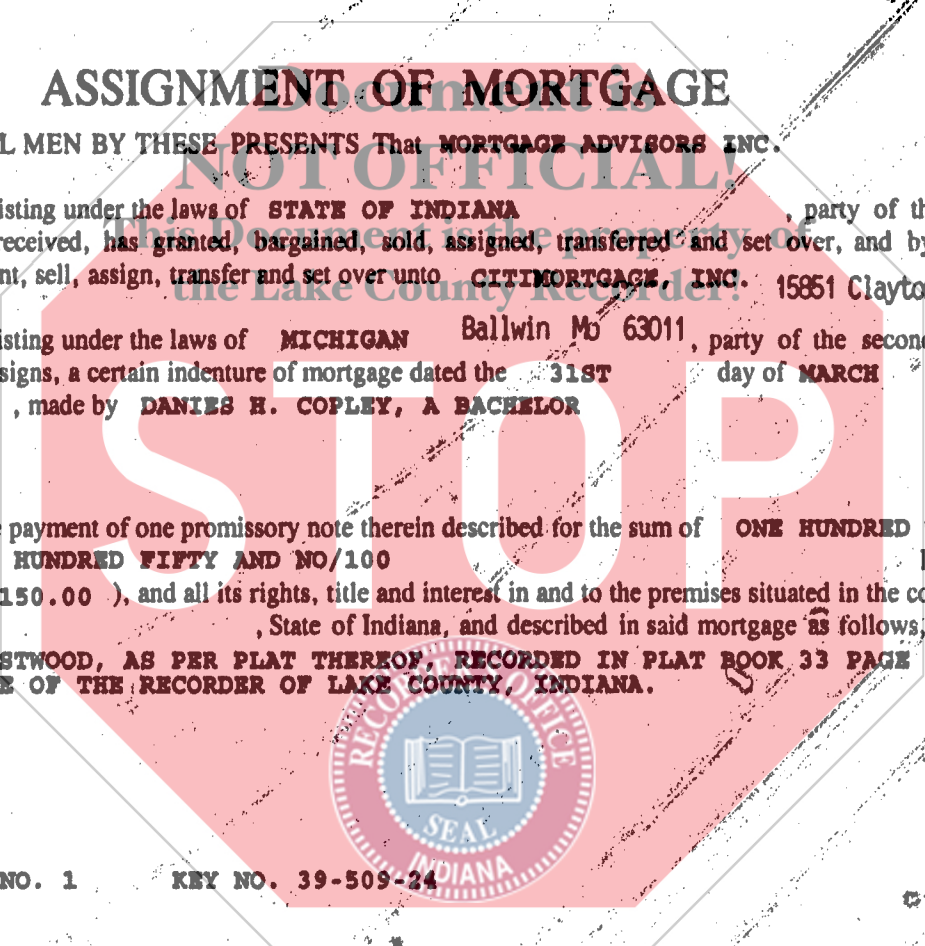 ASSIGNMENT OF MORTGAGE
Document is
L MEN BY THESE PRESENTS That MORTGAGE ADVISORS INC.
NOT OFFICIAL!
isting under the laws of STATE OF INDIANA , party of th
This Document is the property of
received, has granted, bargained, sold, assigned, transferred and set over, and by
nt, sell, assign, transfer and set over unto CITIMORTGAGE, INC. 15851 Clayto
the Lake County Recorder!
isting under the laws of MICHIGAN Ballwin Mo 63011 , party of the second
signs, a certain indenture of mortgage dated the 31ST day of MARCH
, made by DANIES H. COPLEY, A BACHELOR
STOP
e payment of one promissory note therein described for the sum of ONE HUNDRED
HUNDRED FIFTY AND NO/100
150.00 ), and all its rights, title and interest in and to the premises situated in the co
, State of Indiana, and described in said mortgage as follows,
STWOOD, AS PER PLAT THEREOF, RECORDED IN PLAT BOOK 33 PAGE
E OF THE RECORDER OF LAKE COUNTY, INDIANA.
SEAL
INDIANA
NO. 1 KEY NO. 39-509-24